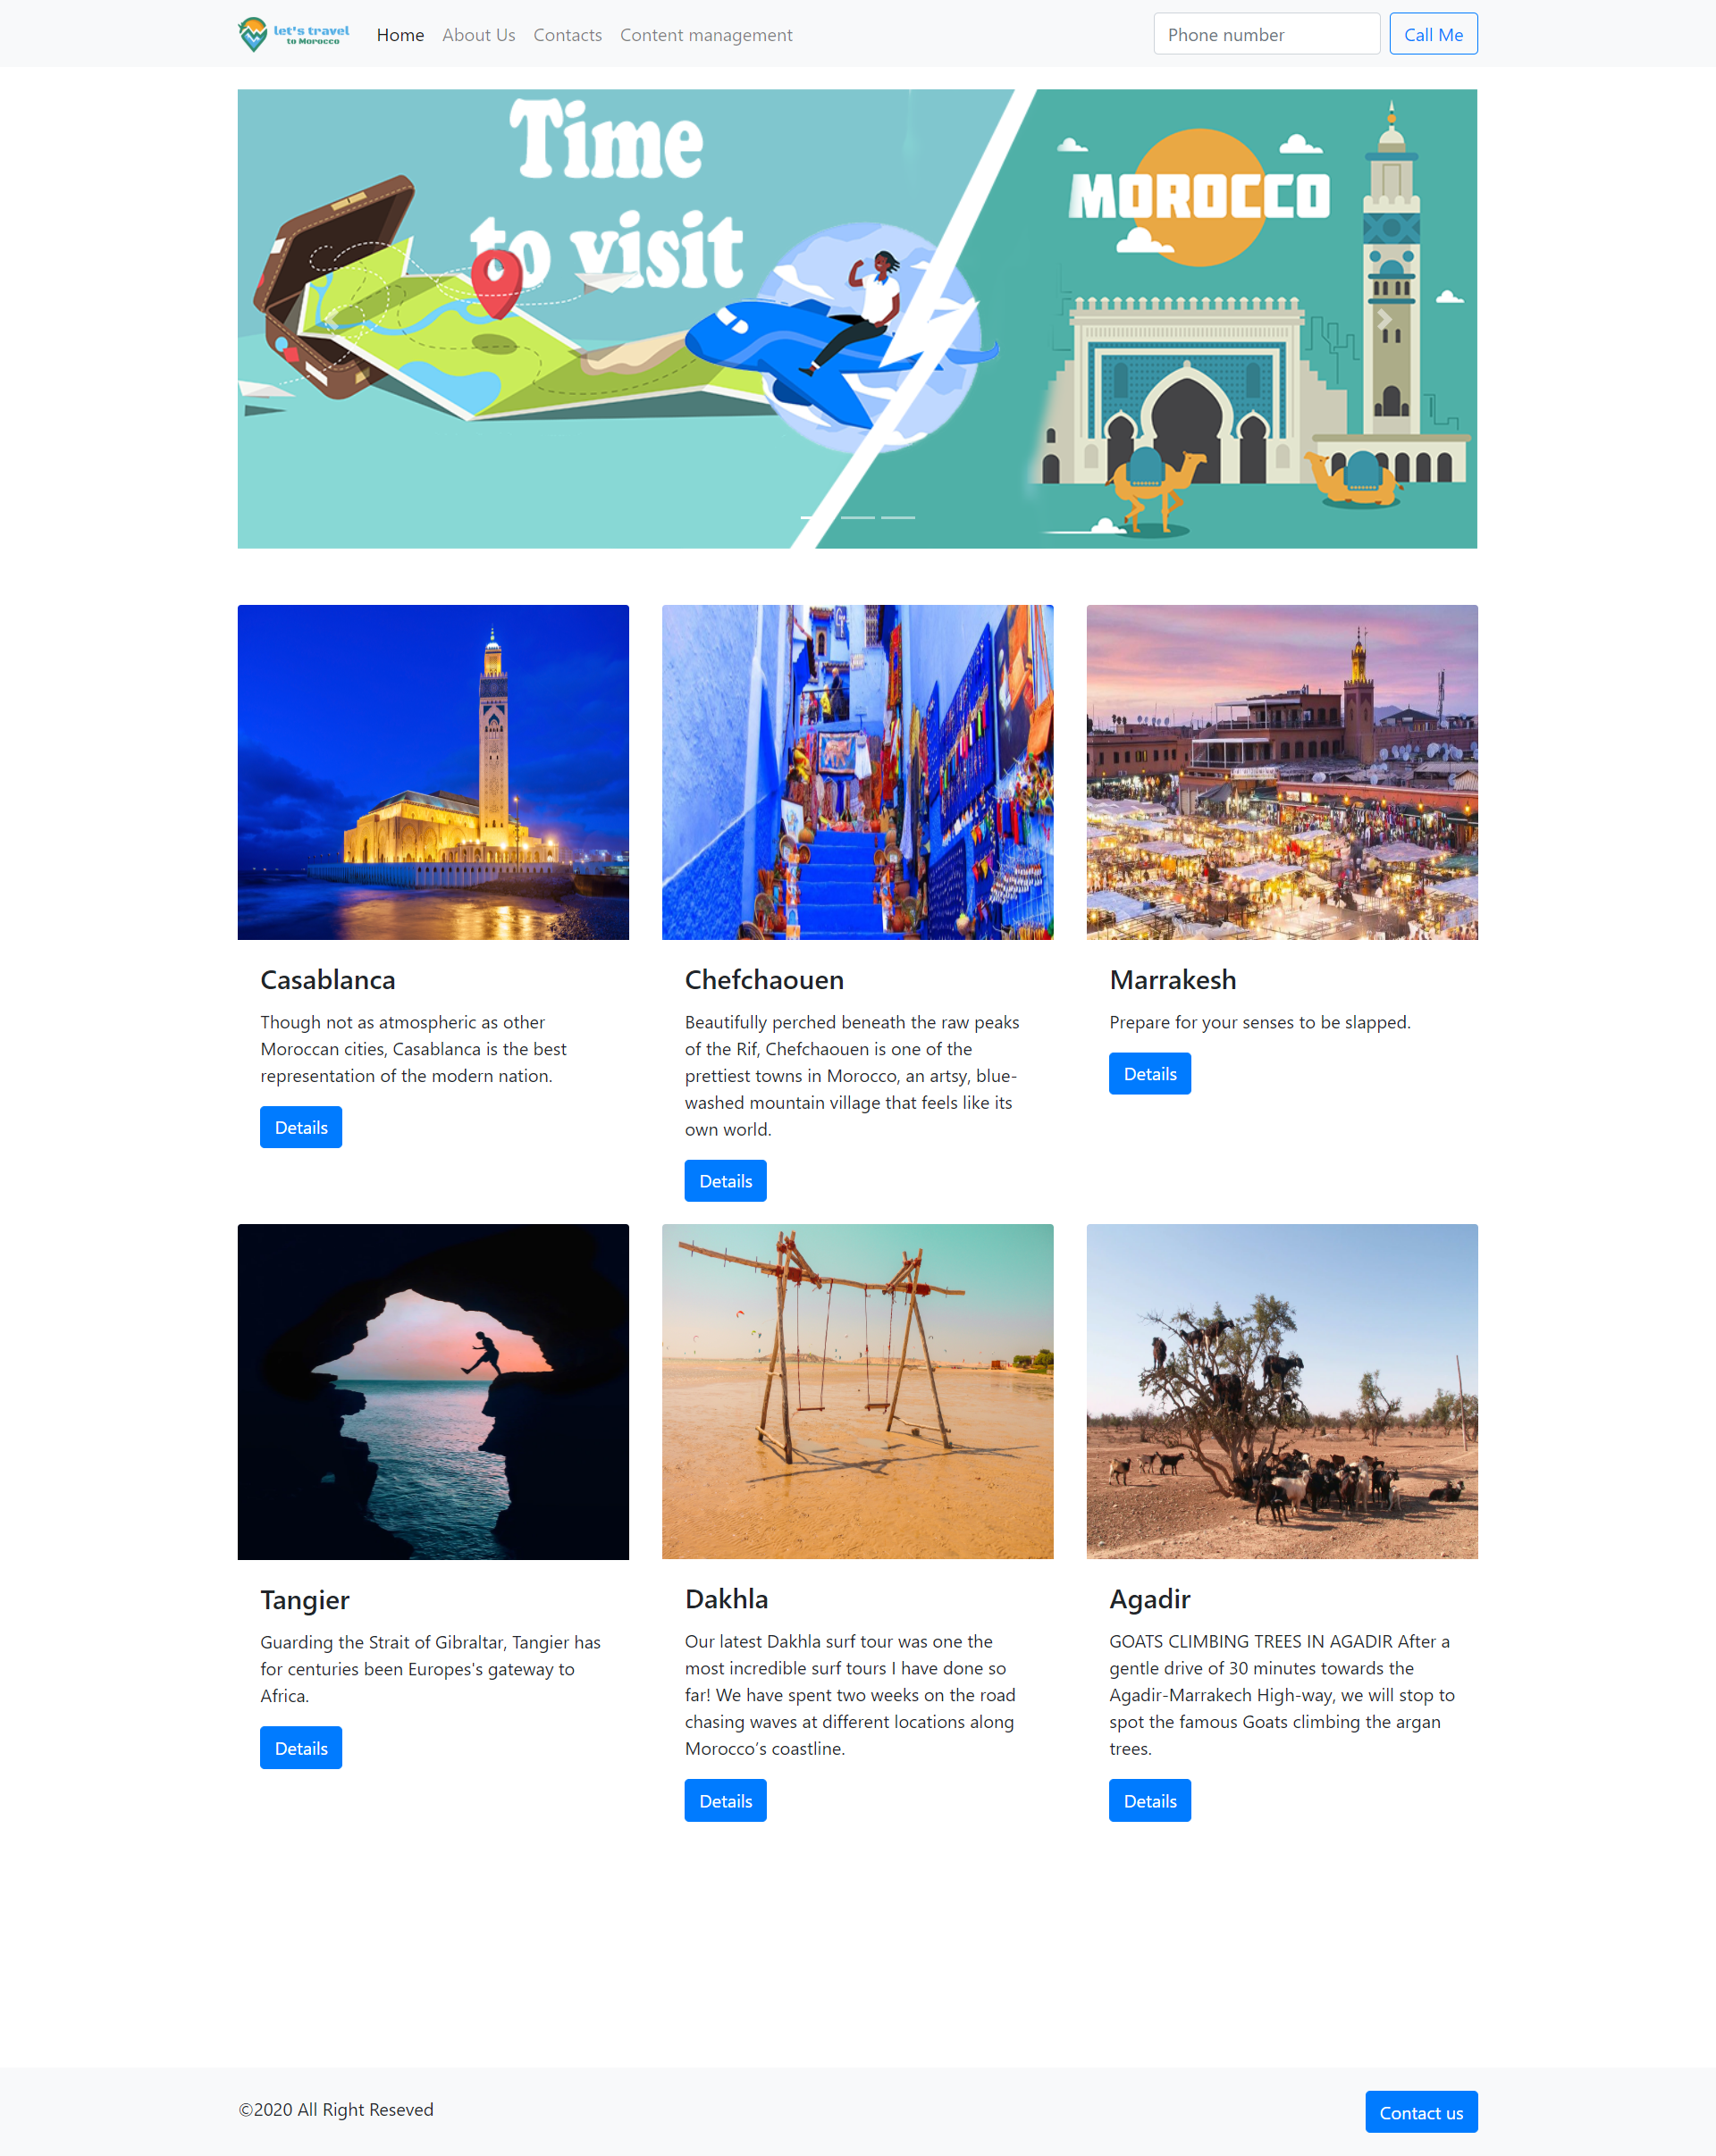 let's travel
to Morocco
Home
About Us
Contacts
Content management
Phone number
Call Me
Time
to visit
MOROCCO
Casablanca
Though not as atmospheric as other
Moroccan cities, Casablanca is the best
representation of the modern nation.
Details
Chefchaouen
Beautifully perched beneath the raw peaks
of the Rif, Chefchaouen is one of the
prettiest towns in Morocco, an artsy, blue-
washed mountain village that feels like its
own world.
Details
Marrakesh
Prepare for your senses to be slapped.
Details
Tangier
Guarding the Strait of Gibraltar, Tangier has
for centuries been Europes's gateway to
Africa.
Details
Dakhla
Our latest Dakhla surf tour was one the
most incredible surf tours I have done so
far! We have spent two weeks on the road
chasing waves at different locations along
Morocco’s coastline.
Details
Agadir
GOATS CLIMBING TREES IN AGADIR After a
gentle drive of 30 minutes towards the
Agadir-Marrakech High-way, we will stop to
spot the famous Goats climbing the argan
trees.
Details
©2020 All Right Reseved
Contact us